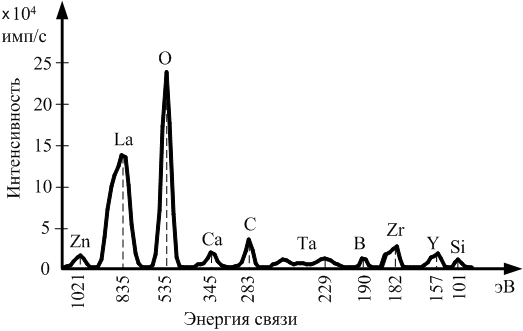 ×10⁴
имп/с
Интенсивность
25
20
15
10
5
0
Zn
La
O
Ca
C
Ta
B
Zr
Y
Si
1021
835
535
345
283
229
190
182
157
101
эВ
Энергия связи